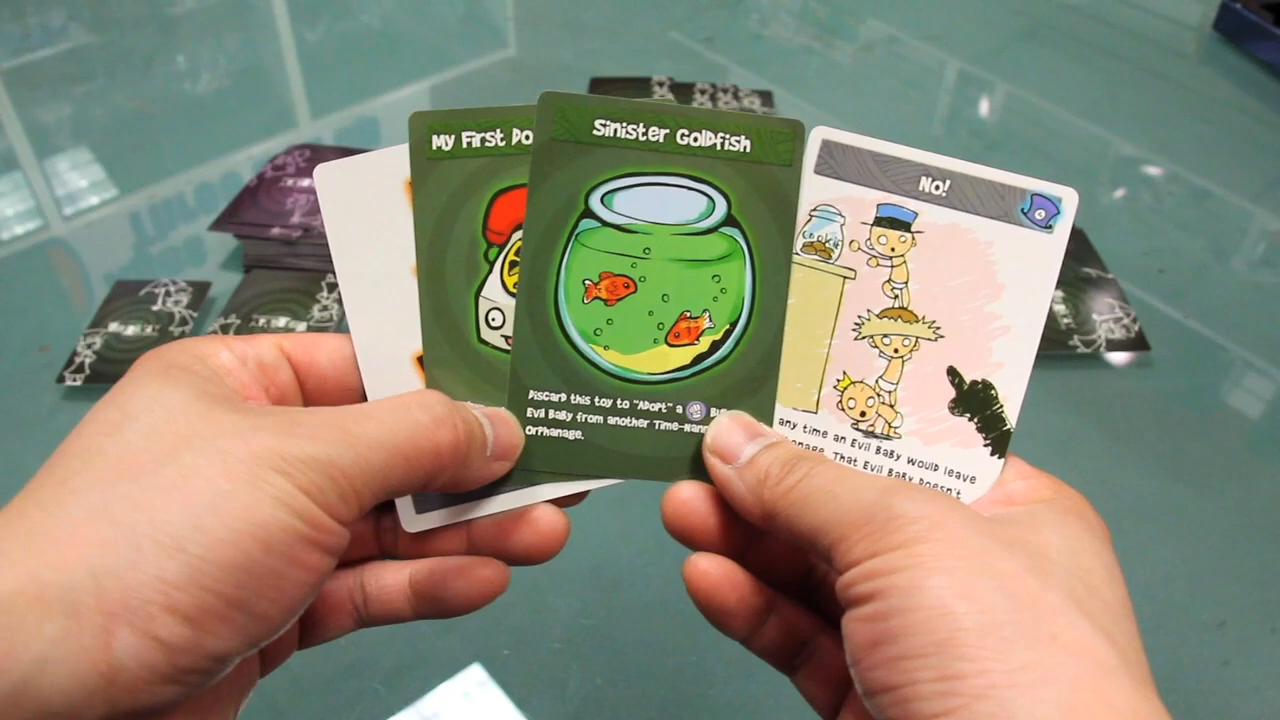 My First Do
Sinister Goldfish
Discard this toy to "Adopt" a
Evil Baby from another Time-Nann
Orphanage.
No!
Cookie
any time an Evil Baby would leave
That Evil Baby doesn't